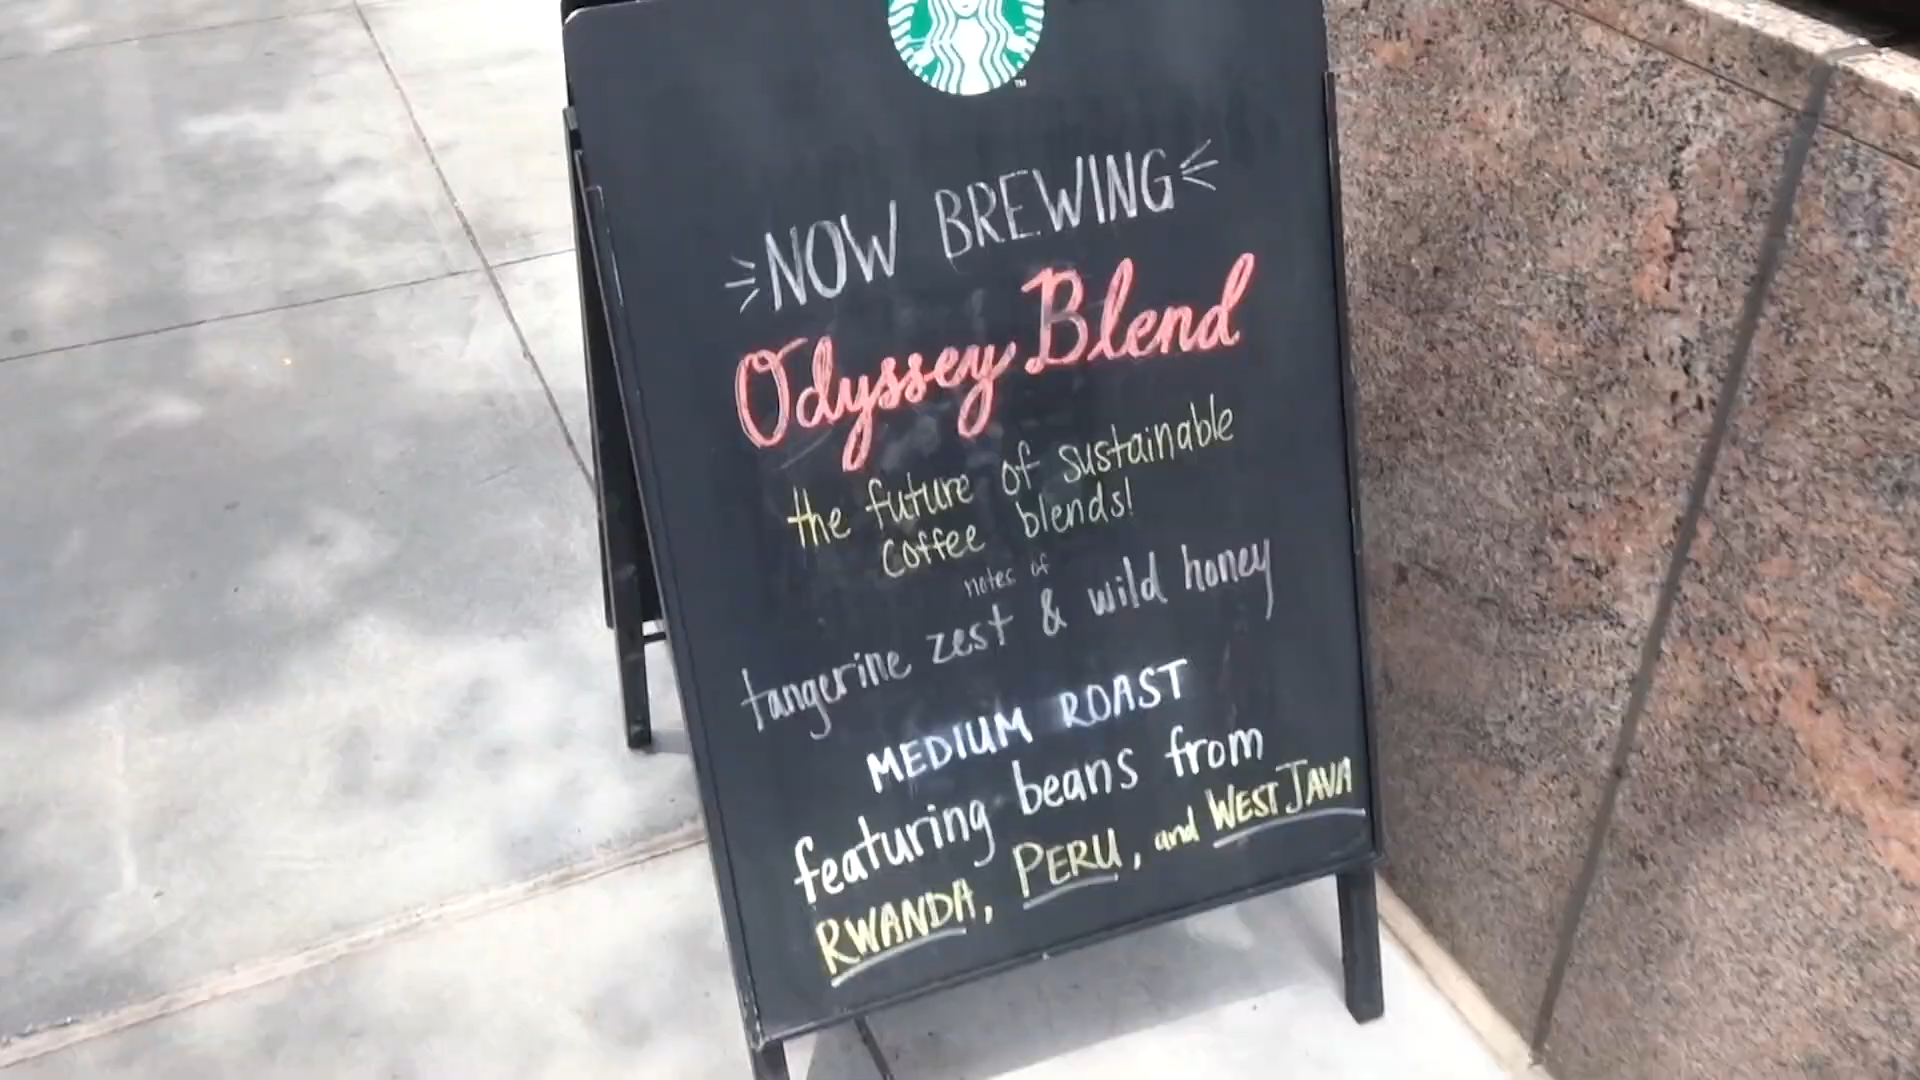 NOW BREWING
Odyssey Blend
the future of sustainable
coffee blends!
notes of
tangerine zest & wild honey
MEDIUM ROAST
featuring beans from
RWANDA, PERU, and WEST JAVA
TM